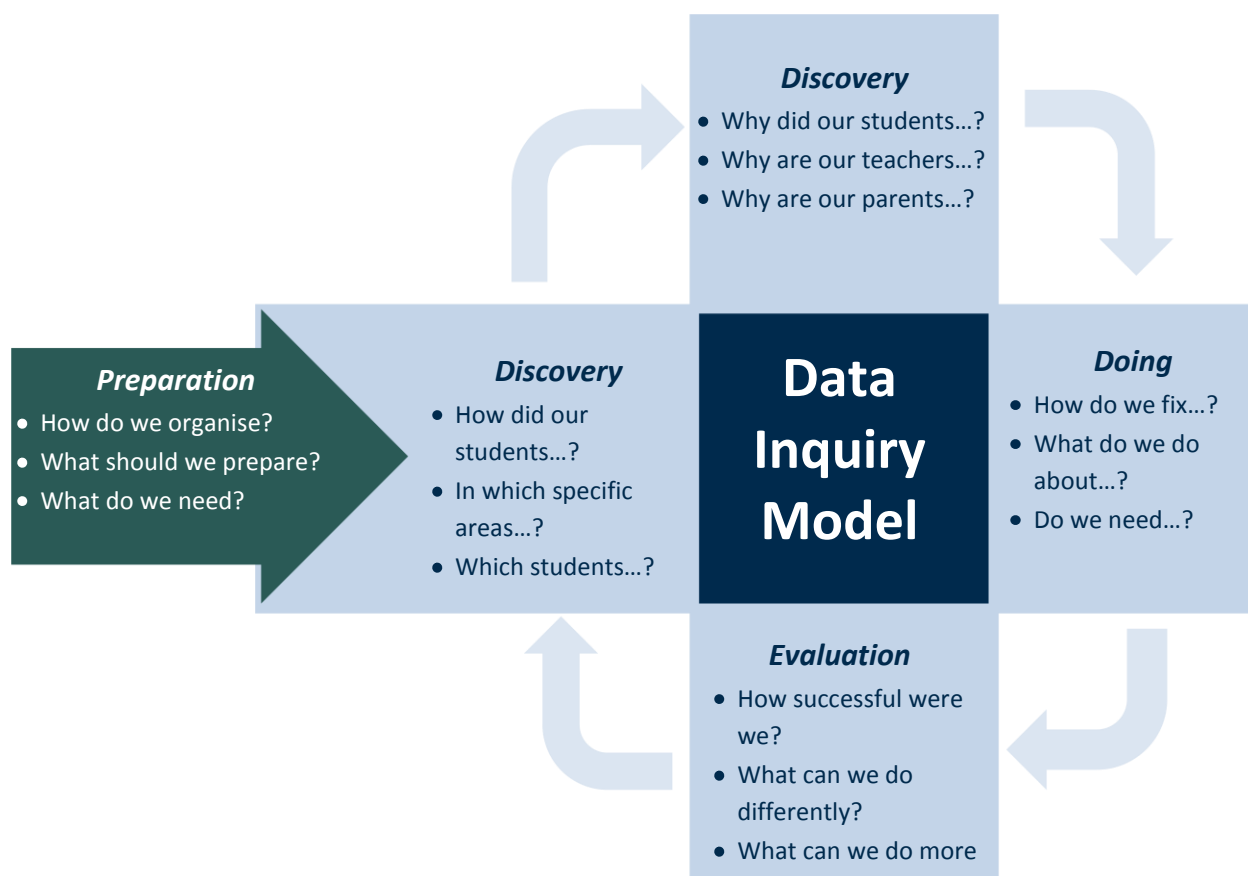 Preparation
• How do we organise?
• What should we prepare?
• What do we need?
Discovery
• How did our
students...?
• In which specific
areas...?
• Which students...?
Discovery
• Why did our students...?
• Why are our teachers...?
• Why are our parents...?
Data
Inquiry
Model
Doing
• How do we fix...?
• What do we do
about...?
• Do we need...?
Evaluation
• How successful were
we?
• What can we do
differently?
• What can we do more